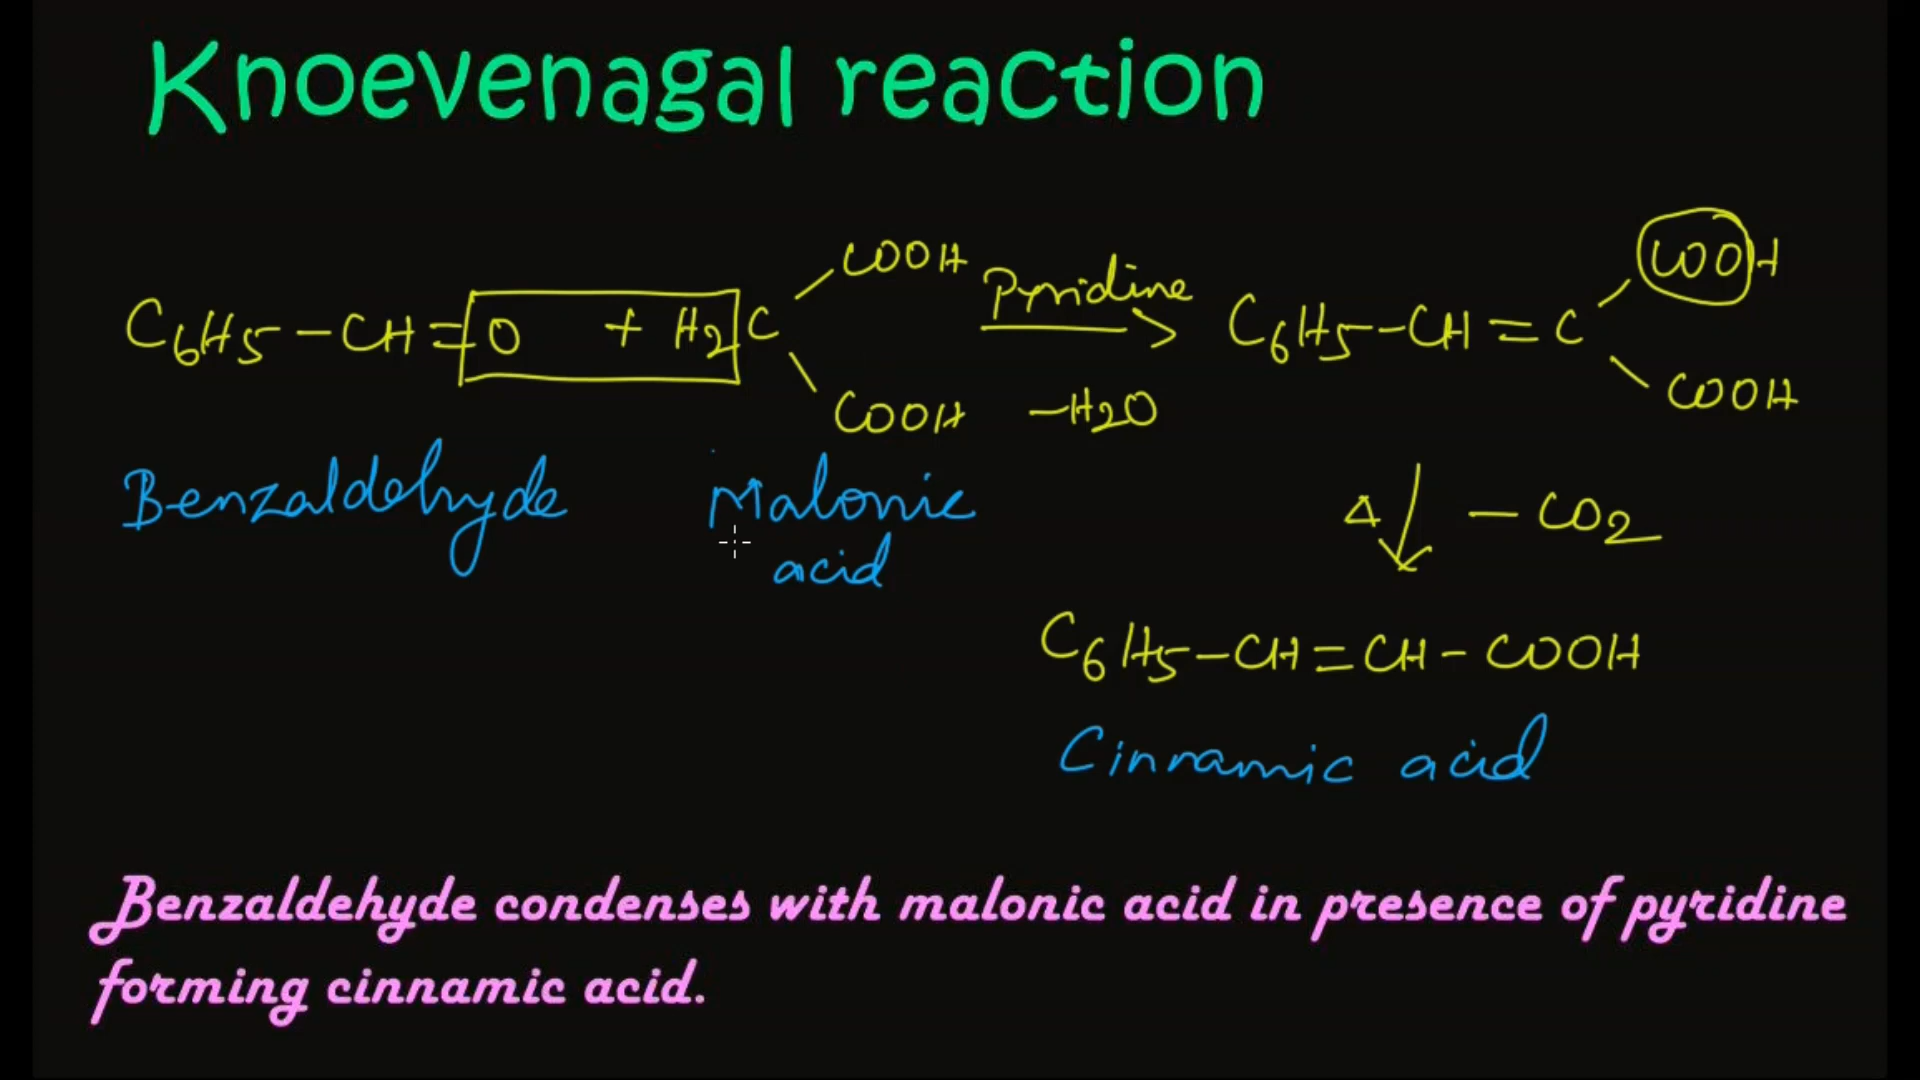 Knoevenagal reaction
C6H5-CH=O + H2C
COOH
COOH
Pyridine
-H2O
C6H5-CH=C
COOH
COOH
Benzaldehyde
Malonic
acid
Δ
-CO2
C6H5-CH=CH-COOH
Cinnamic acid
Benzaldehyde condenses with malonic acid in presence of pyridine
forming cinnamic acid.